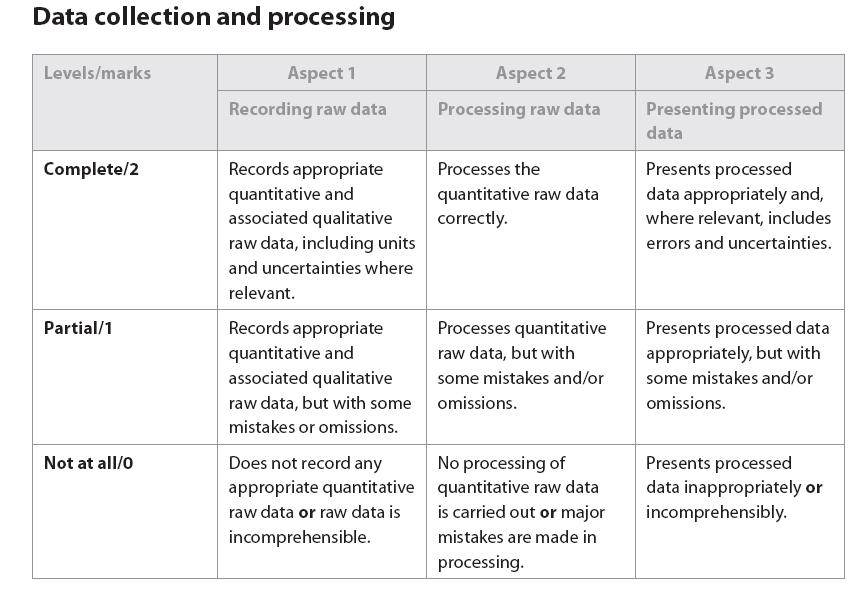 Data collection and processing
Levels/marks
Aspect 1
Aspect 2
Aspect 3
Recording raw data
Processing raw data
Presenting processed
data
Complete/2
Records appropriate
quantitative and
associated qualitative
raw data, including units
and uncertainties where
relevant.
Processes the
quantitative raw data
correctly.
Presents processed
data appropriately and,
where relevant, includes
errors and uncertainties.
Partial/1
Records appropriate
quantitative and
associated qualitative
raw data, but with some
mistakes or omissions.
Processes quantitative
raw data, but with
some mistakes and/or
omissions.
Presents processed data
appropriately, but with
some mistakes and/or
omissions.
Not at all/0
Does not record any
appropriate quantitative
raw data or raw data is
incomprehensible.
No processing of
quantitative raw data
is carried out or major
mistakes are made in
processing.
Presents processed
data inappropriately or
incomprehensibly.